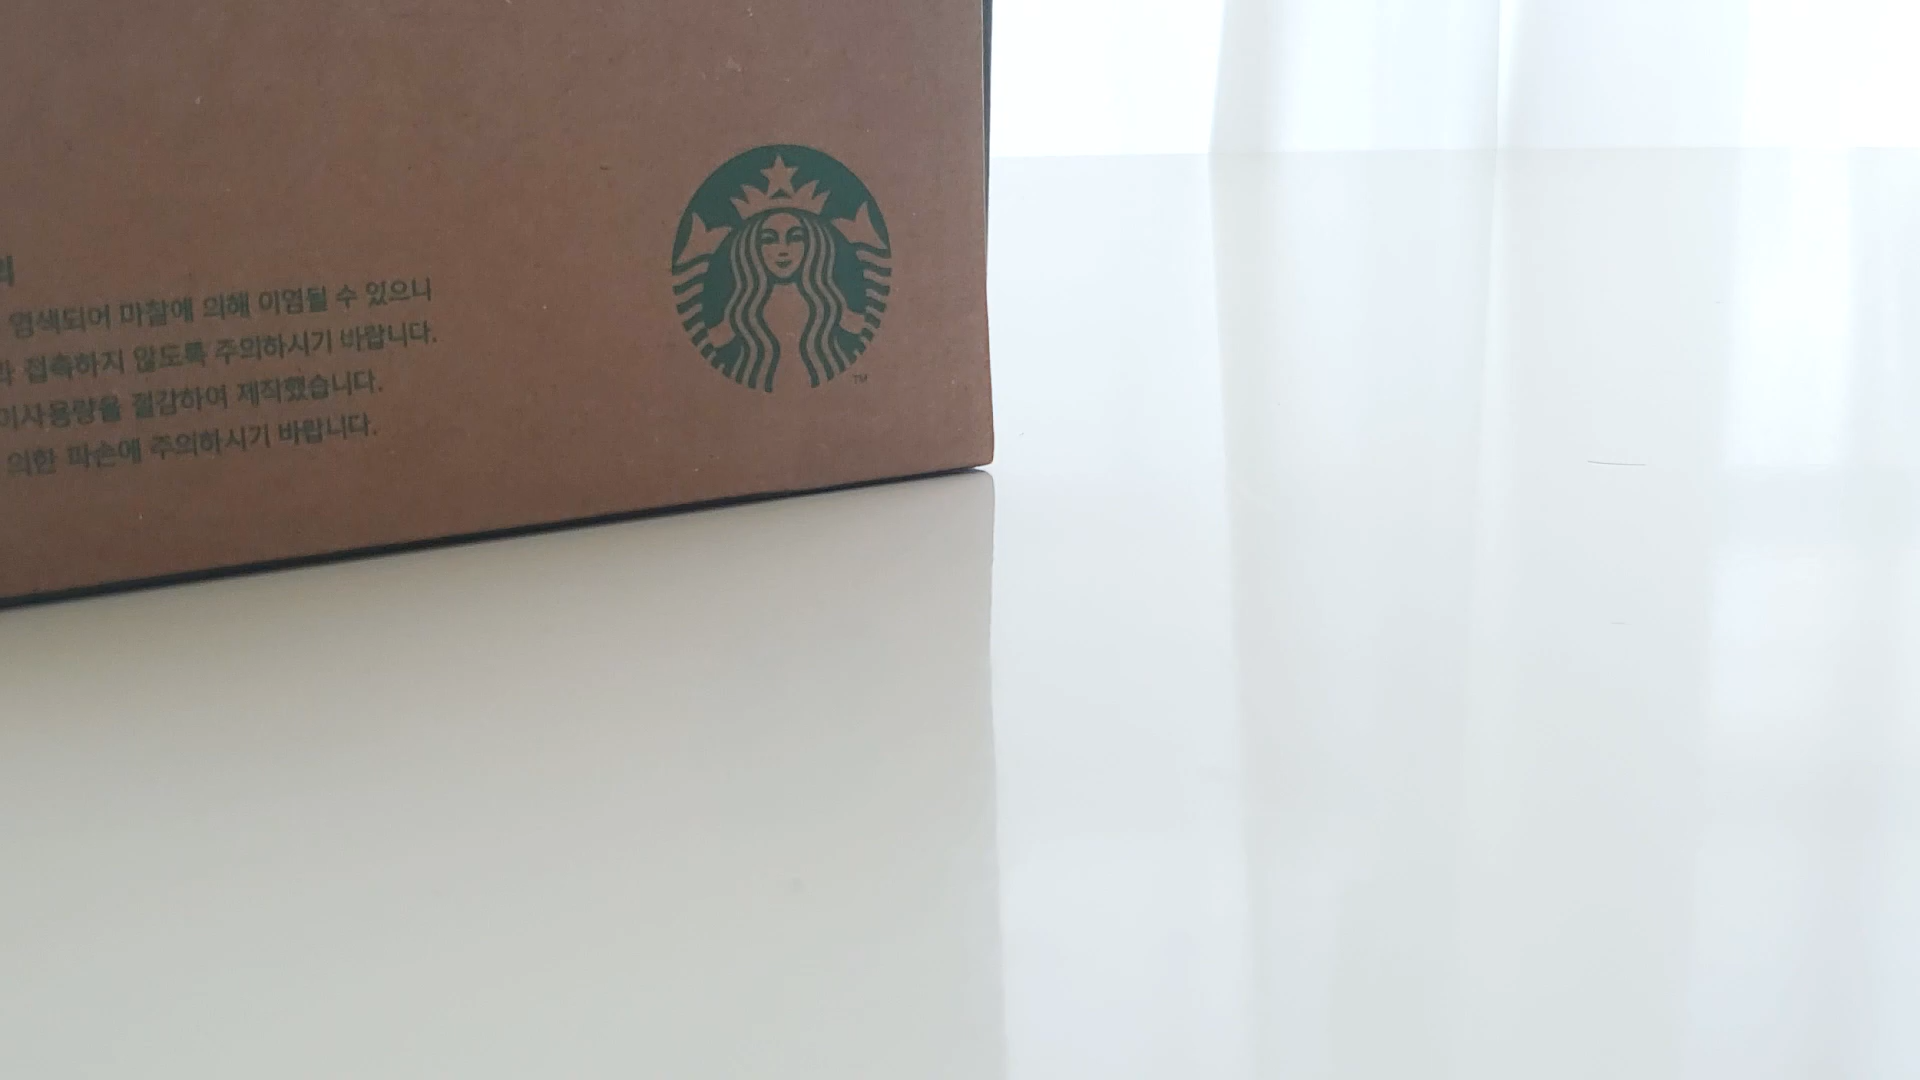 염색되어 마찰에 의해 이염될 수 있으니
접촉하지 않도록 주의하시기 바랍니다.
이사용량을 절감하여 제작했습니다.
의한 파손에 주의하시기 바랍니다.
TM